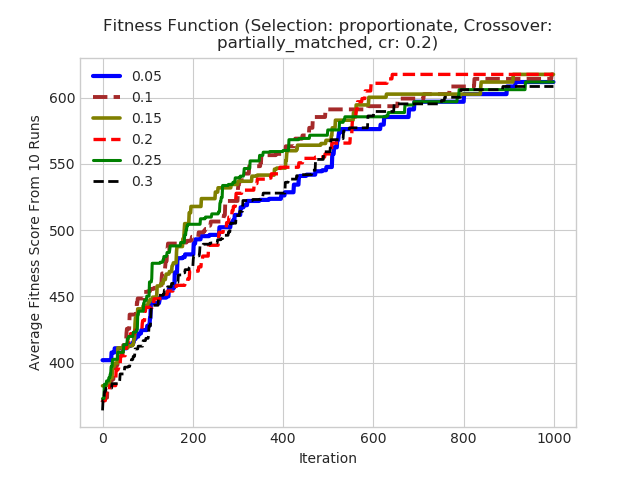 Fitness Function (Selection: proportionate, Crossover:
partially_matched, cr: 0.2)
0.05
0.1
0.15
0.2
0.25
0.3
Average Fitness Score From 10 Runs
600
550
500
450
400
0 200 400 600 800 1000
Iteration